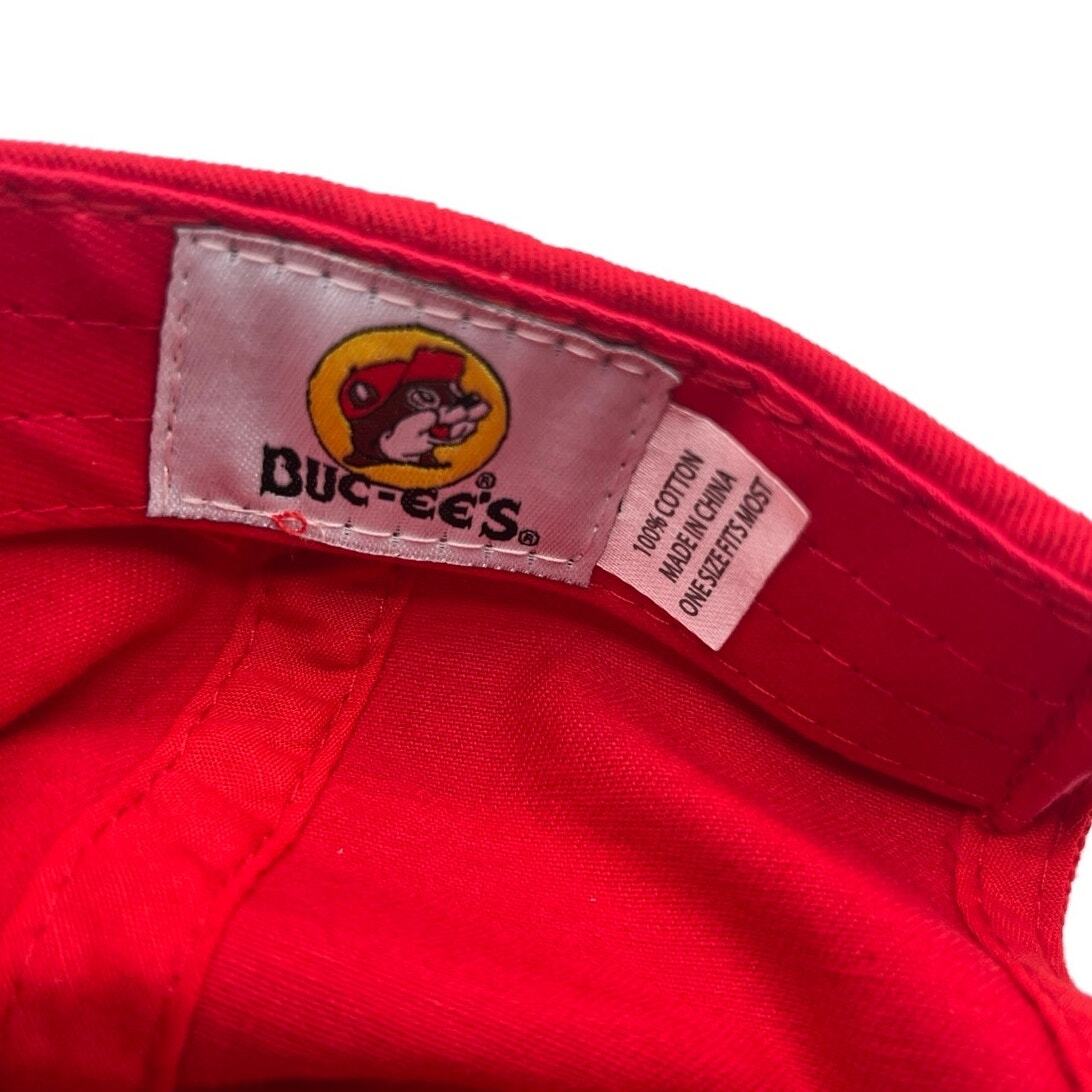 BUC-EE'S®
®
100% COTTON
MADE IN CHINA
ONE SIZE FITS MOST